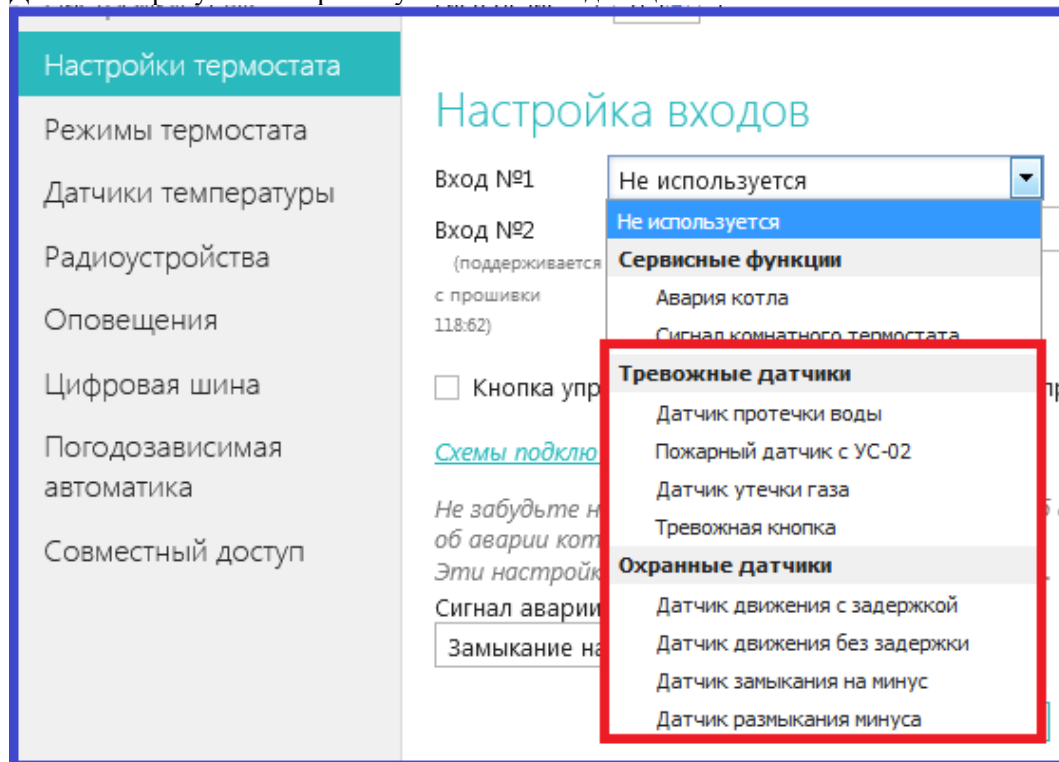 Настройки термостата
Режимы термостата
Датчики температуры
Радиоустройства
Оповещения
Цифровая шина
Погодозависимая
автоматика
Совместный доступ
Настройка входов
Вход №1
Не используется
Вход №2
(поддерживается
с прошивки
118:62)
Не используется
Сервисные функции
Авария котла
Сигнал комнатного термостата
Тревожные датчики
Датчик протечки воды
Пожарный датчик с УС-02
Датчик утечки газа
Тревожная кнопка
Охранные датчики
Датчик движения с задержкой
Датчик движения без задержки
Датчик замыкания на минус
Датчик размыкания минуса
Кнопка упр
Схемы подклю
Не забудьте н
об аварии кот
Эти настройк
Сигнал аварии
Замыкание на